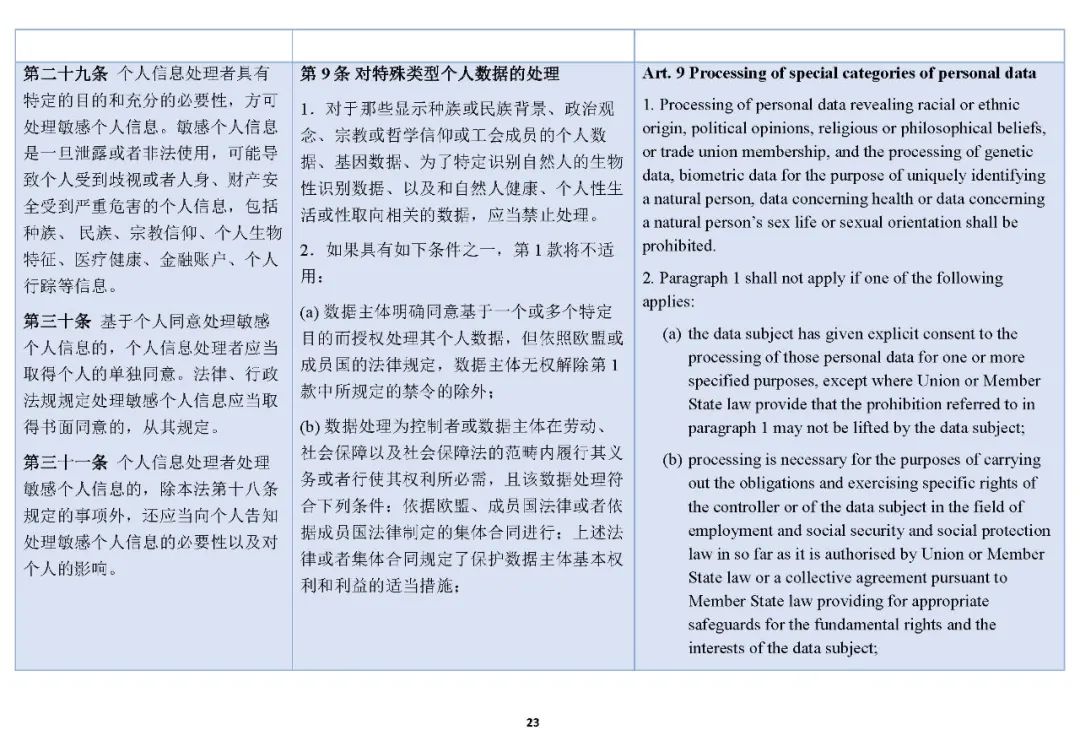 第二十九条 个人信息处理者具有
特定的目的和充分的必要性，方可
处理敏感个人信息。敏感个人信息
是一旦泄露或者非法使用，可能导
致个人受到歧视或者人身、财产安
全受到严重危害的个人信息，包括
种族、 民族、宗教信仰、个人生物
特征、医疗健康、金融账户、个人
行踪等信息。
第三十条 基于个人同意处理敏感
个人信息的，个人信息处理者应当
取得个人的单独同意。法律、行政
法规规定处理敏感个人信息应当取
得书面同意的，从其规定。
第三十一条 个人信息处理者处理
敏感个人信息的，除本法第十八条
规定的事项外，还应当向个人告知
处理敏感个人信息的必要性以及对
个人的影响。
第 9 条 对特殊类型个人数据的处理
1．对于那些显示种族或民族背景、政治观
念、宗教或哲学信仰或工会成员的个人数
据、基因数据、为了特定识别自然人的生物
性识别数据、以及和自然人健康、个人性生
活或性取向相关的数据，应当禁止处理。
2．如果具有如下条件之一，第 1 款将不适
用：
(a) 数据主体明确同意基于一个或多个特定
目的而授权处理其个人数据，但依照欧盟或
成员国的法律规定，数据主体无权解除第 1
款中所规定的禁令的除外；
(b) 数据处理为控制者或数据主体在劳动、
社会保障以及社会保障法的范畴内履行其义
务或者行使其权利所必需，且该数据处理符
合下列条件：依据欧盟、成员国法律或者依
据成员国法律制定的集体合同进行；上述法
律或者集体合同规定了保护数据主体基本权
利和利益的适当措施；
Art. 9 Processing of special categories of personal data
1. Processing of personal data revealing racial or ethnic
origin, political opinions, religious or philosophical beliefs,
or trade union membership, and the processing of genetic
data, biometric data for the purpose of uniquely identifying
a natural person, data concerning health or data concerning
a natural person’s sex life or sexual orientation shall be
prohibited.
2. Paragraph 1 shall not apply if one of the following
applies:
(a) the data subject has given explicit consent to the
processing of those personal data for one or more
specified purposes, except where Union or Member
State law provide that the prohibition referred to in
paragraph 1 may not be lifted by the data subject;
(b) processing is necessary for the purposes of carrying
out the obligations and exercising specific rights of
the controller or of the data subject in the field of
employment and social security and social protection
law in so far as it is authorised by Union or Member
State law or a collective agreement pursuant to
Member State law providing for appropriate
safeguards for the fundamental rights and the
interests of the data subject;
23